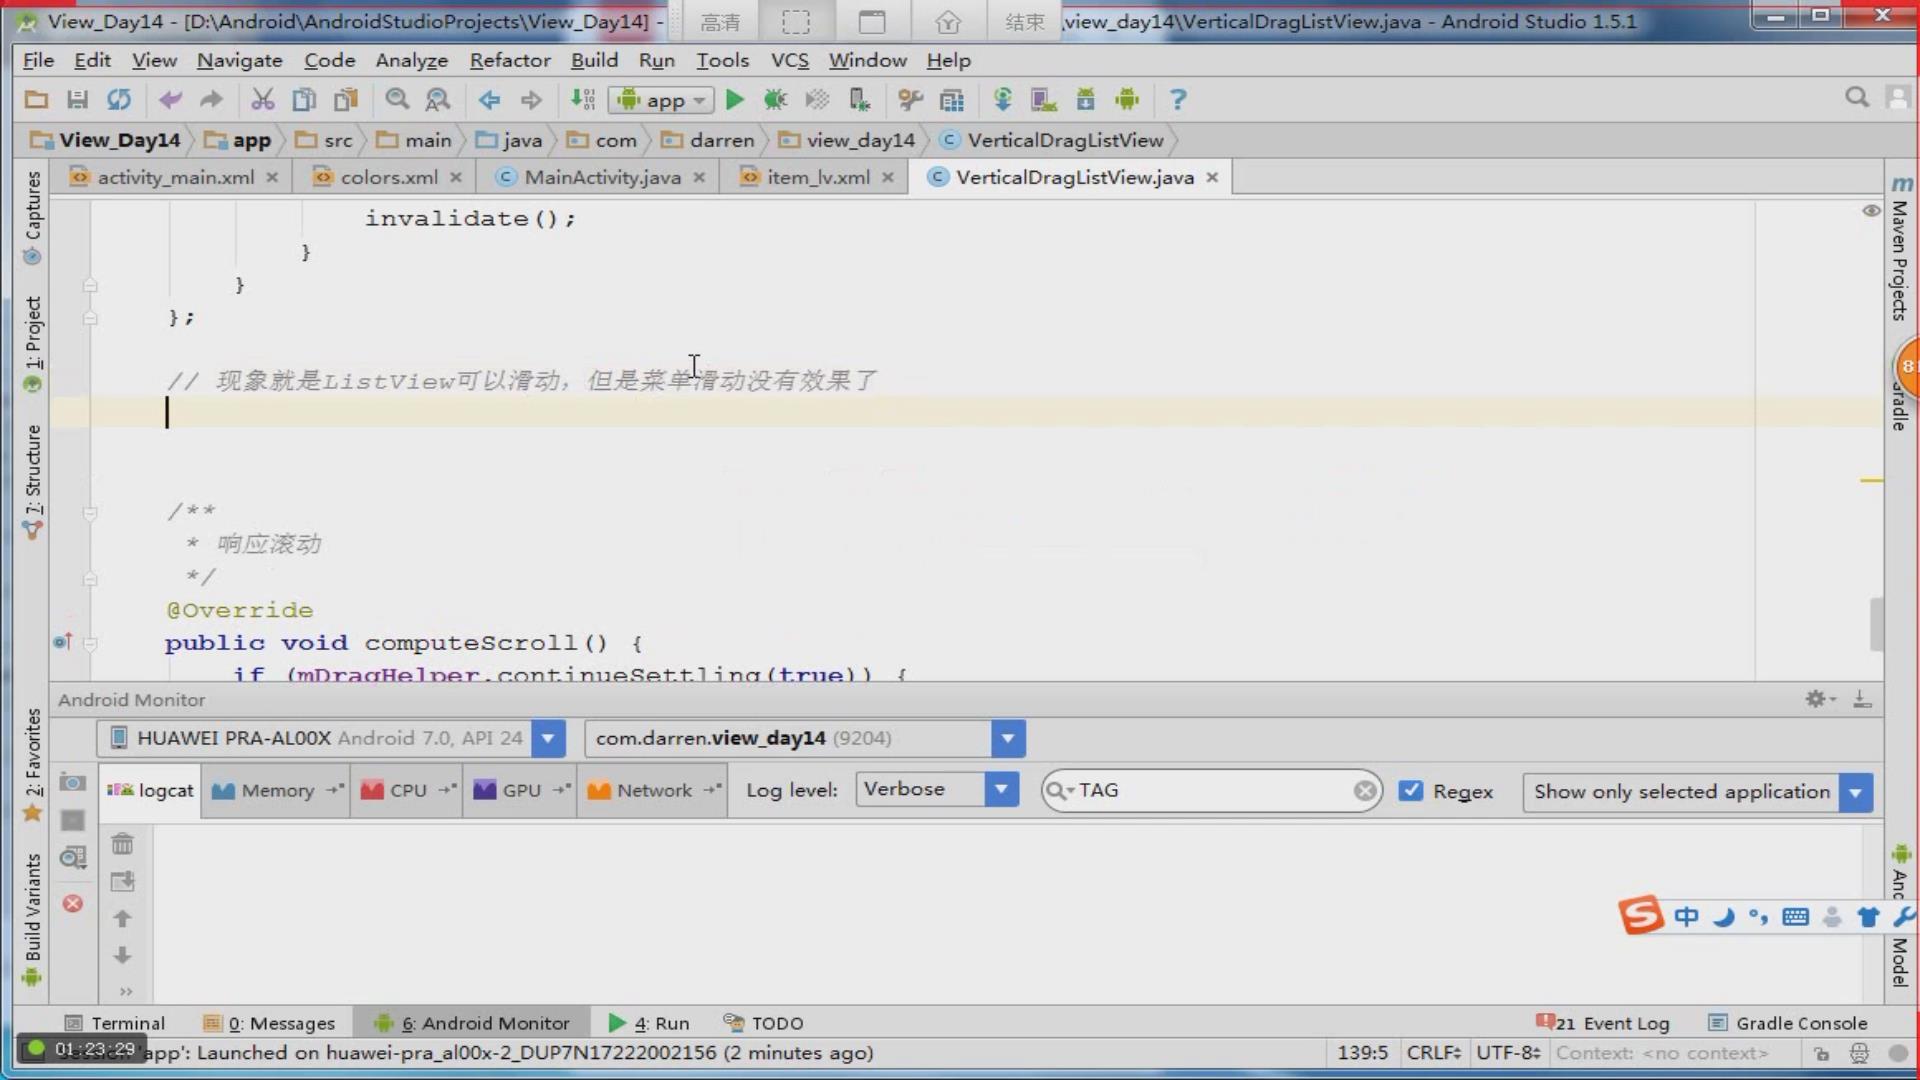 View_Day14 - [D:\Android\AndroidStudioProjects\View_Day14] - 高清 结束 \view_day14\VerticalDragListView.java - Android Studio 1.5.1
File Edit View Navigate Code Analyze Refactor Build Run Tools VCS Window Help
app
View_Day14 app src main java com darren view_day14 VerticalDragListView
activity_main.xml colors.xml MainActivity.java item_lv.xml VerticalDragListView.java
Captures
1: Project
7: Structure
2: Favorites
Build Variants
invalidate();
}
}
};
// 现象就是ListView可以滑动，但是菜单滑动没有效果了
/**
* 响应滚动
*/
@Override
public void computeScroll() {
if (mDragHelper.continueSettling(true)) {
Maven Projects
Model
Android Monitor
HUAWEI PRA-AL00X Android 7.0, API 24 com.darren.view_day14 (9204)
logcat Memory CPU GPU Network Log level: Verbose TAG Regex Show only selected application
中
Terminal 0: Messages 6: Android Monitor 4: Run TODO 21 Event Log Gradle Console
01:23:29 'app': Launched on huawei-pra_al00x-2_DUP7N17222002156 (2 minutes ago) 139:5 CRLF UTF-8 Context: <no context>